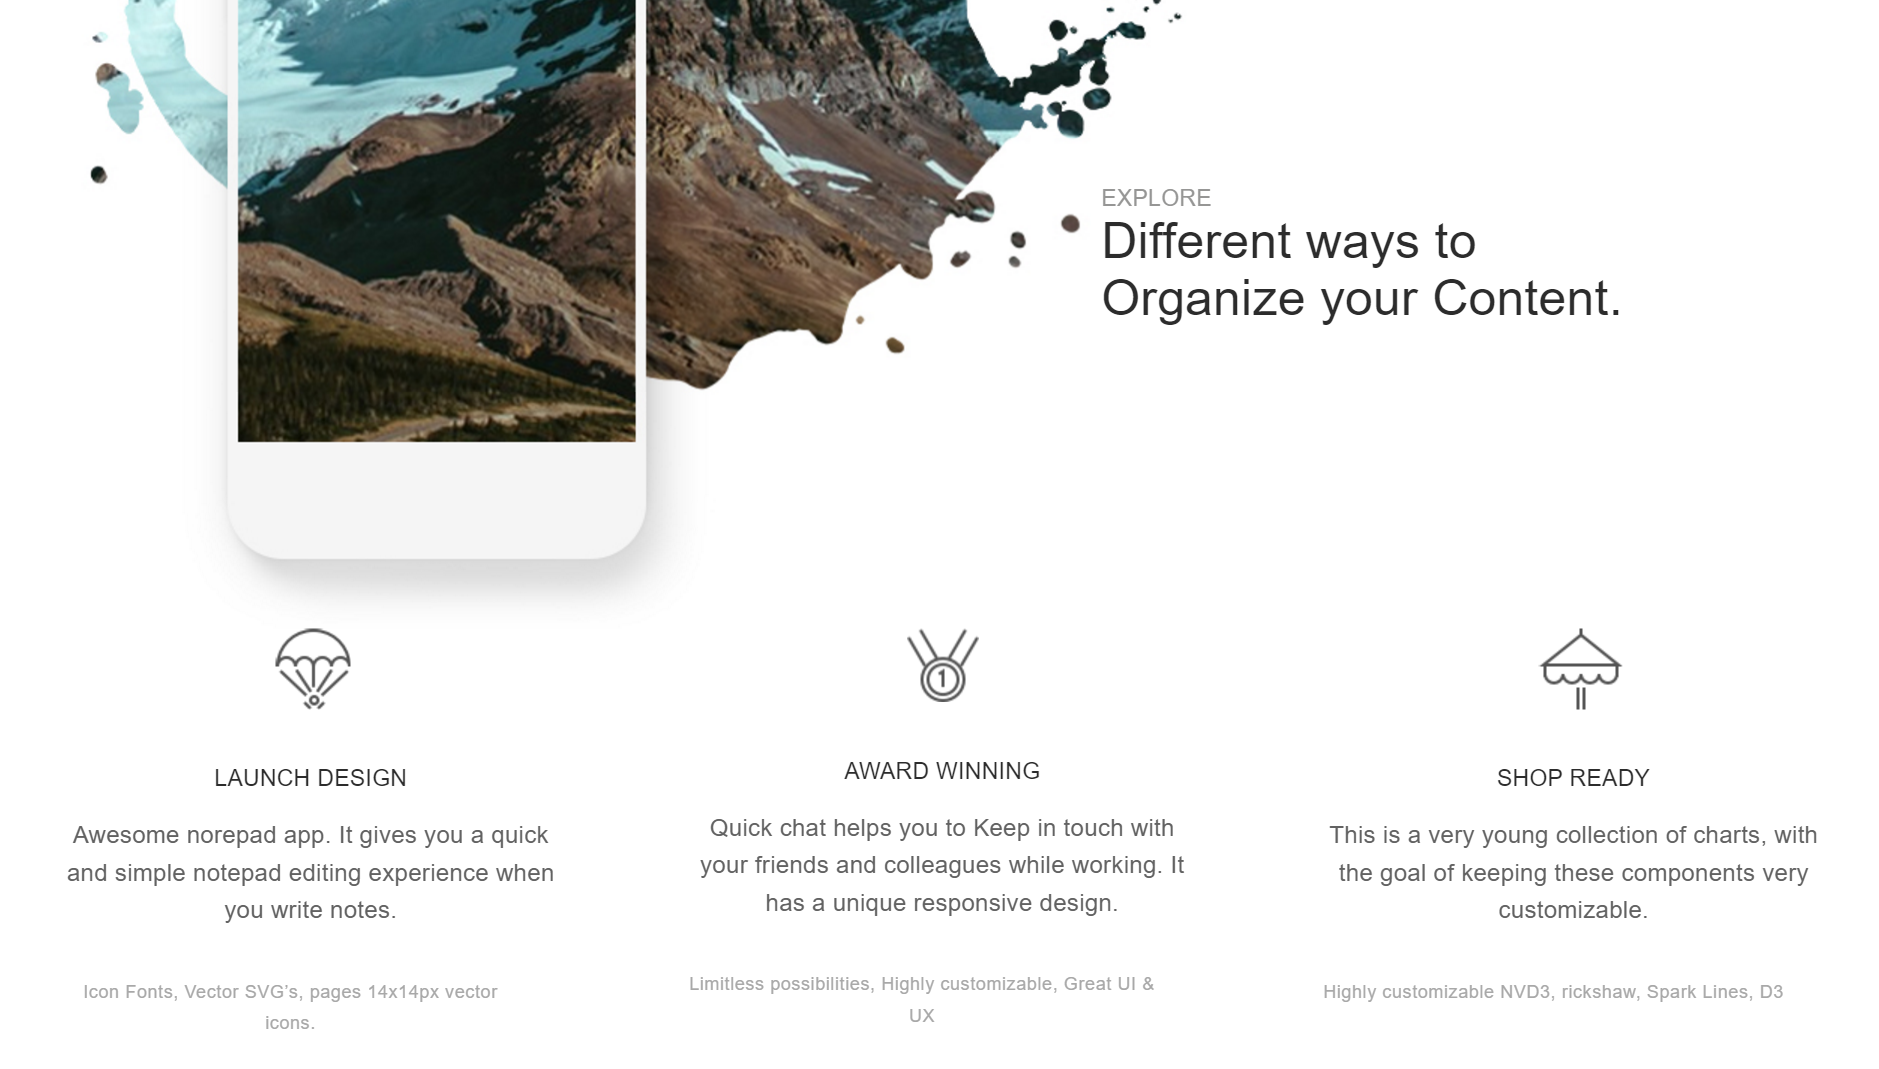 EXPLORE
Different ways to
Organize your Content.
1
LAUNCH DESIGN
Awesome norepad app. It gives you a quick
and simple notepad editing experience when
you write notes.
Icon Fonts, Vector SVG's, pages 14x14px vector
icons.
AWARD WINNING
Quick chat helps you to Keep in touch with
your friends and colleagues while working. It
has a unique responsive design.
Limitless possibilities, Highly customizable, Great UI &
UX
SHOP READY
This is a very young collection of charts, with
the goal of keeping these components very
customizable.
Highly customizable NVD3, rickshaw, Spark Lines, D3